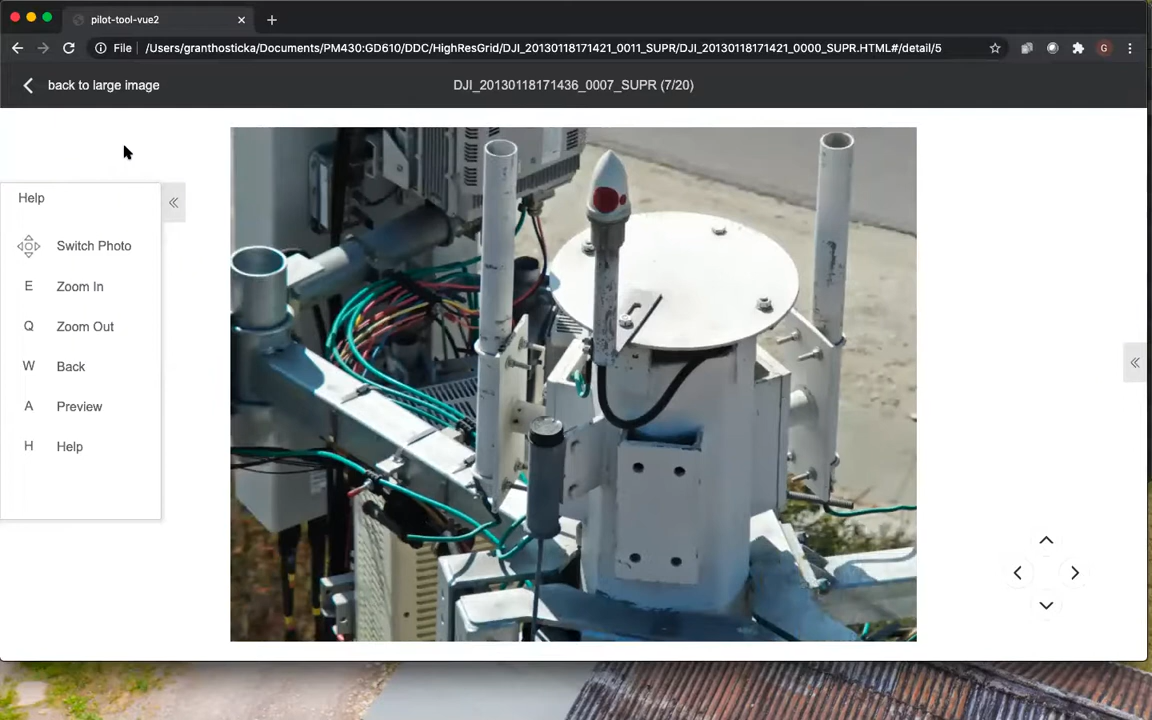 pilot-tool-vue2
File /Users/granthosticka/Documents/PM430:GD610/DDC/HighResGrid/DJI_20130118171421_0011_SUPR/DJI_20130118171421_0000_SUPR.HTML#/detail/5
G
back to large image
DJI_20130118171436_0007_SUPR (7/20)
Help
Switch Photo
E Zoom In
Q Zoom Out
W Back
A Preview
H Help